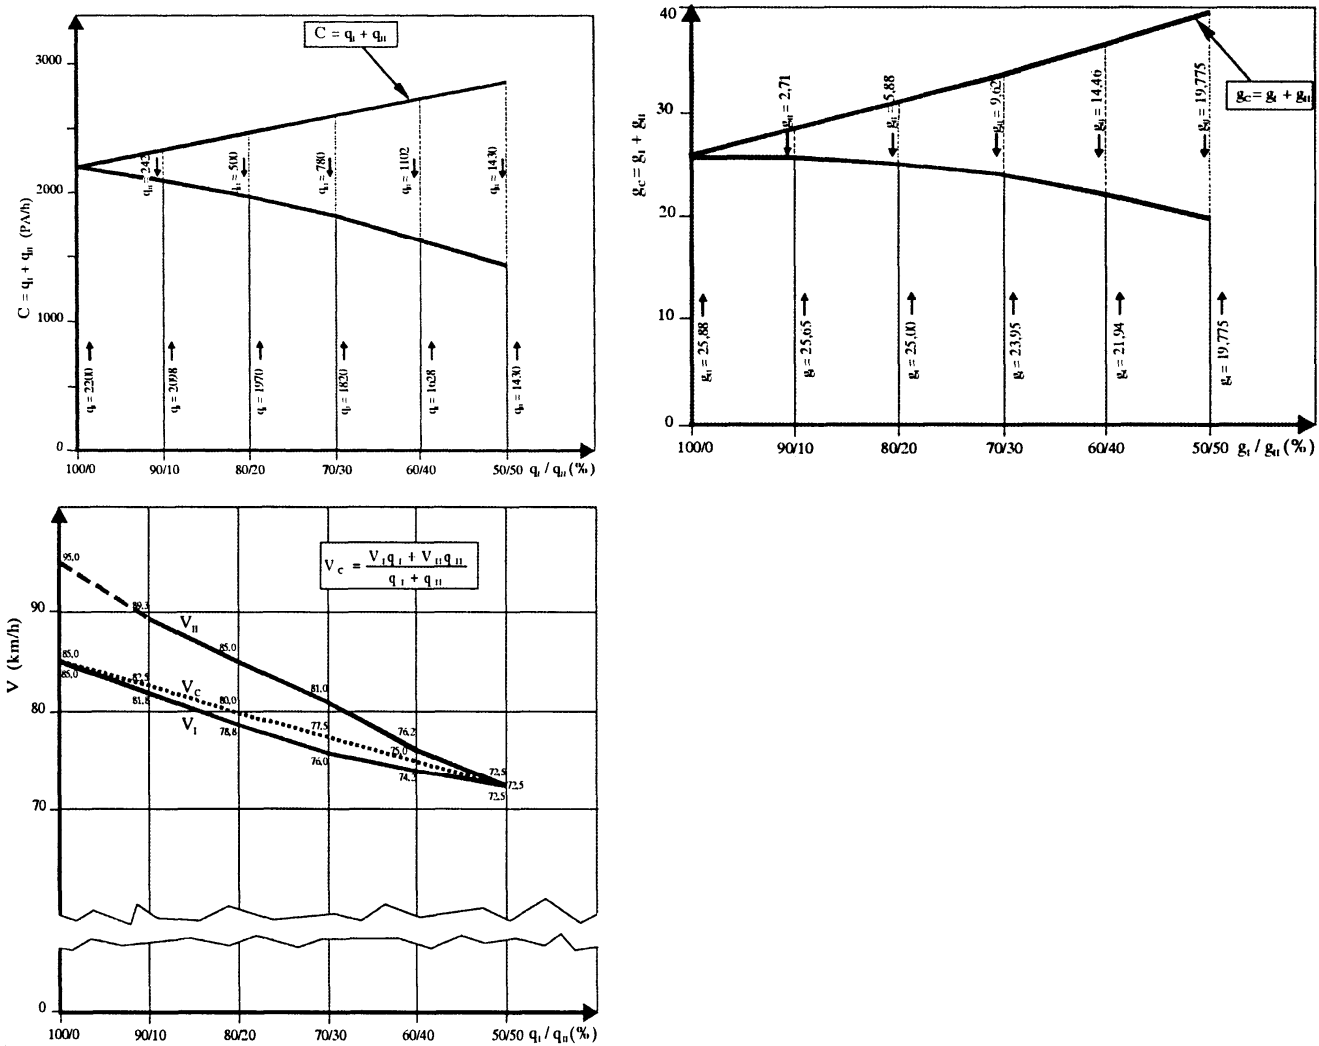 C = qI + qII
3000
2000
1000
0
C = qI + qII (PA/h)
qII = 242
qII = 500
qII = 780
qII = 1102
qII = 1430
qI = 2200
qI = 2098
qI = 1970
qI = 1820
qI = 1628
qII = 1430
100/0 90/10 80/20 70/30 60/40 50/50 qI / qII (%)
40
30
20
10
0
gC = gI + gII
gC = gI + gII
gII = 2,71
gII = 5,88
gII = 9,62
gII = 14,46
gII = 19,775
gII = 25,88
gI = 25,65
gI = 25,00
gI = 23,95
gI = 21,94
gI = 19,775
100/0 90/10 80/20 70/30 60/40 50/50 gI / gII (%)
V (km/h)
90
80
70
0
VC = VI qI + VII qII
qI + qII
95,0
89,3
VII
85,0
81,0
76,2
72,5
85,0
82,5
VC
80,0
77,5
75,0
72,5
85,0
81,8
VI
78,8
76,0
72,5
100/0 90/10 80/20 70/30 60/40 50/50 qI / qII (%)